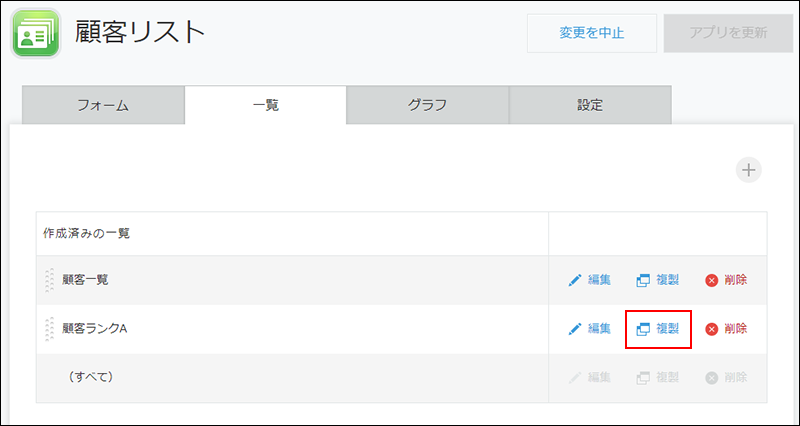 顧客リスト
変更を中止
アプリを更新
フォーム
一覧
グラフ
設定
作成済みの一覧
顧客一覧 編集 複製 削除
顧客ランクA 編集 複製 削除
（すべて） 編集 複製 削除